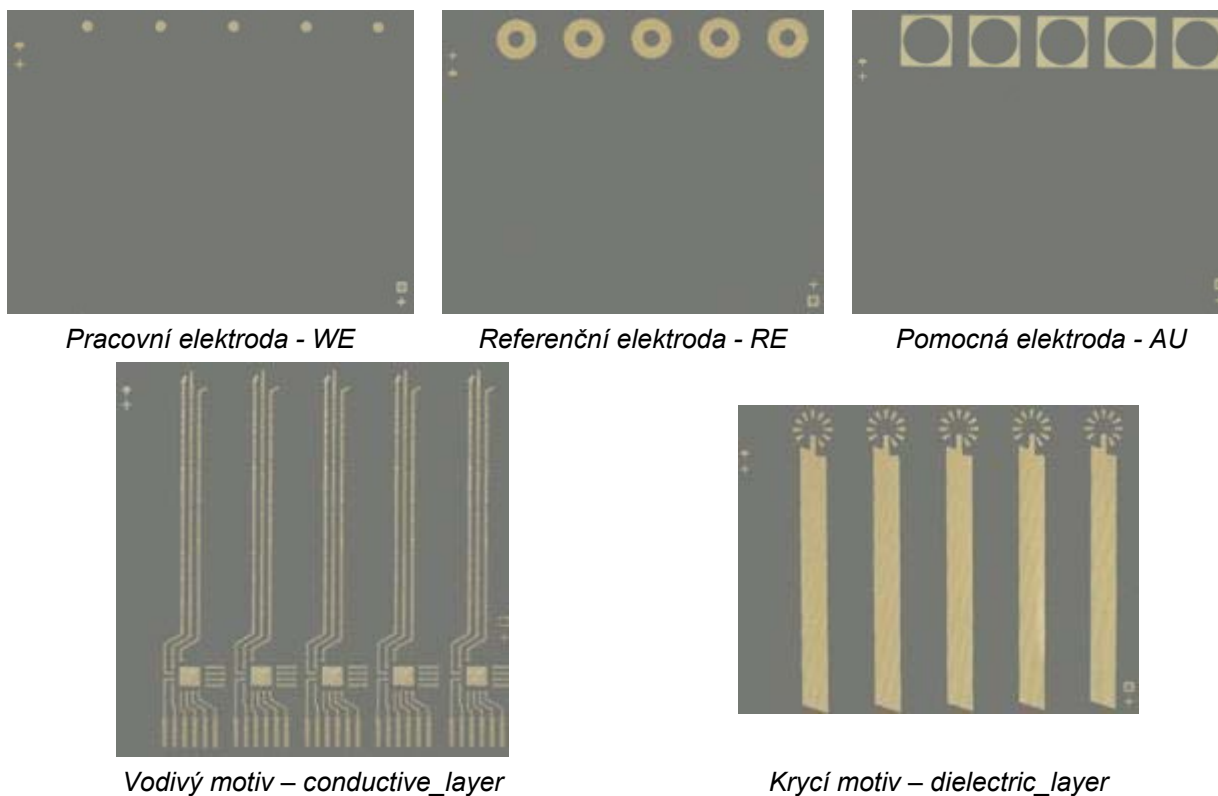 Pracovní elektroda - WE
Referenční elektroda - RE
Pomocná elektroda - AU
Vodivý motiv – conductive_layer
Krycí motiv – dielectric_layer